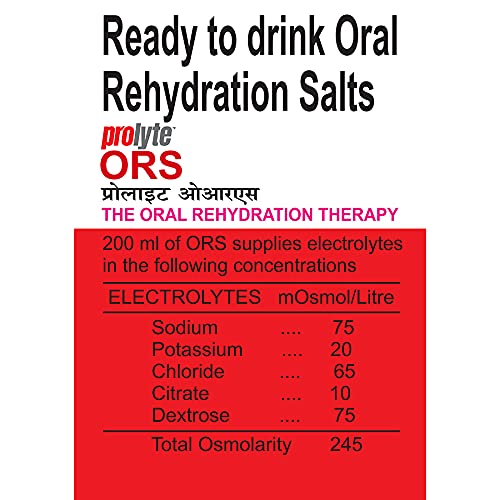 Ready to drink Oral
Rehydration Salts
prolyte™
ORS
प्रोलाइट ओआरएस
THE ORAL REHYDRATION THERAPY
200 ml of ORS supplies electrolytes
in the following concentrations
ELECTROLYTES mOsmol/Litre
Sodium .... 75
Potassium .... 20
Chloride .... 65
Citrate .... 10
Dextrose .... 75
Total Osmolarity 245